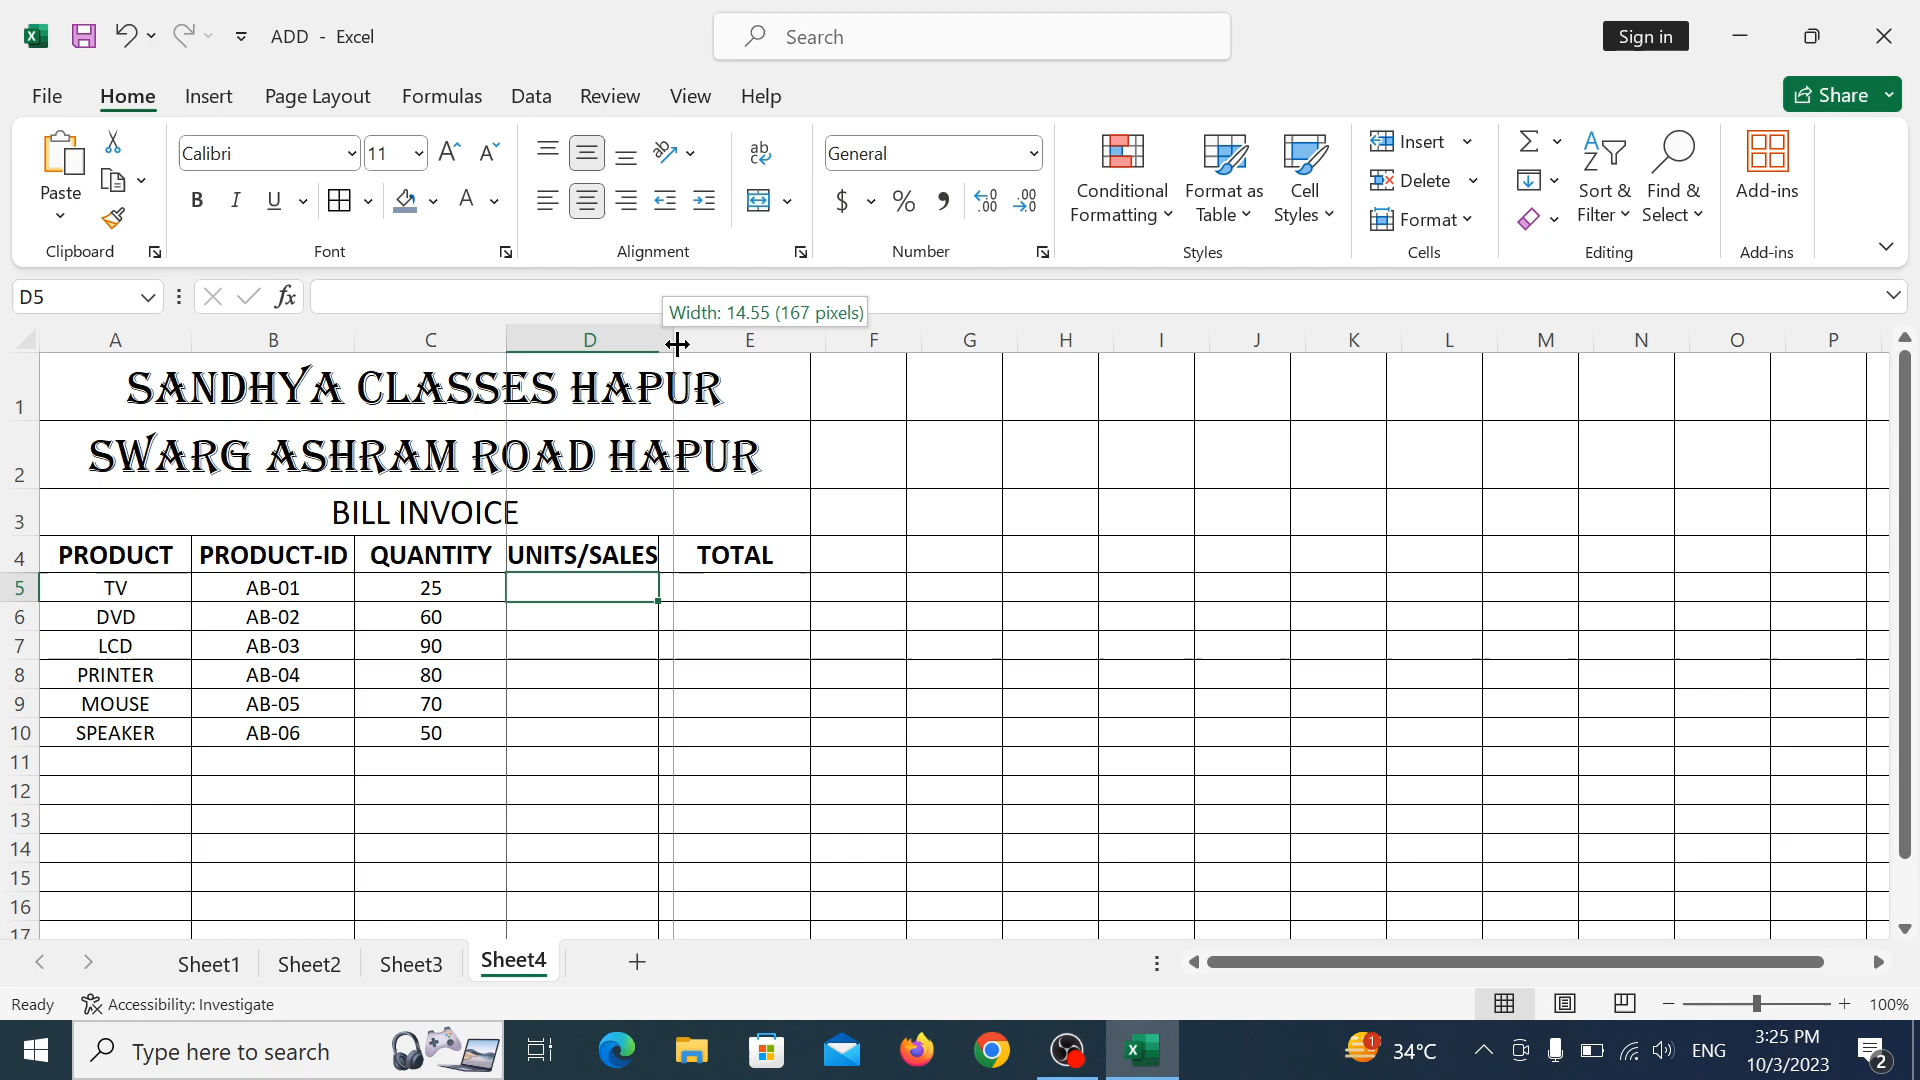 ADD - Excel
Search
Sign in
File Home Insert Page Layout Formulas Data Review View Help
Share
Paste
Clipboard
Calibri 11
B I U A
Font
ab
Alignment
General
$ % ,
Number
Conditional Formatting
Format as Table
Cell Styles
Styles
Insert
Delete
Format
Cells
Sort & Filter
Find & Select
Editing
Add-ins
Add-ins
D5
fx
Width: 14.55 (167 pixels)
A B C D E F G H I J K L M N O P
1 SANDHYA CLASSES HAPUR
2 SWARG ASHRAM ROAD HAPUR
3 BILL INVOICE
4 PRODUCT PRODUCT-ID QUANTITY UNITS/SALES TOTAL
5 TV AB-01 25
6 DVD AB-02 60
7 LCD AB-03 90
8 PRINTER AB-04 80
9 MOUSE AB-05 70
10 SPEAKER AB-06 50
11
12
13
14
15
16
17
Sheet1 Sheet2 Sheet3 Sheet4
Ready Accessibility: Investigate
100%
Type here to search
1 34°C
ENG
3:25 PM
10/3/2023
2